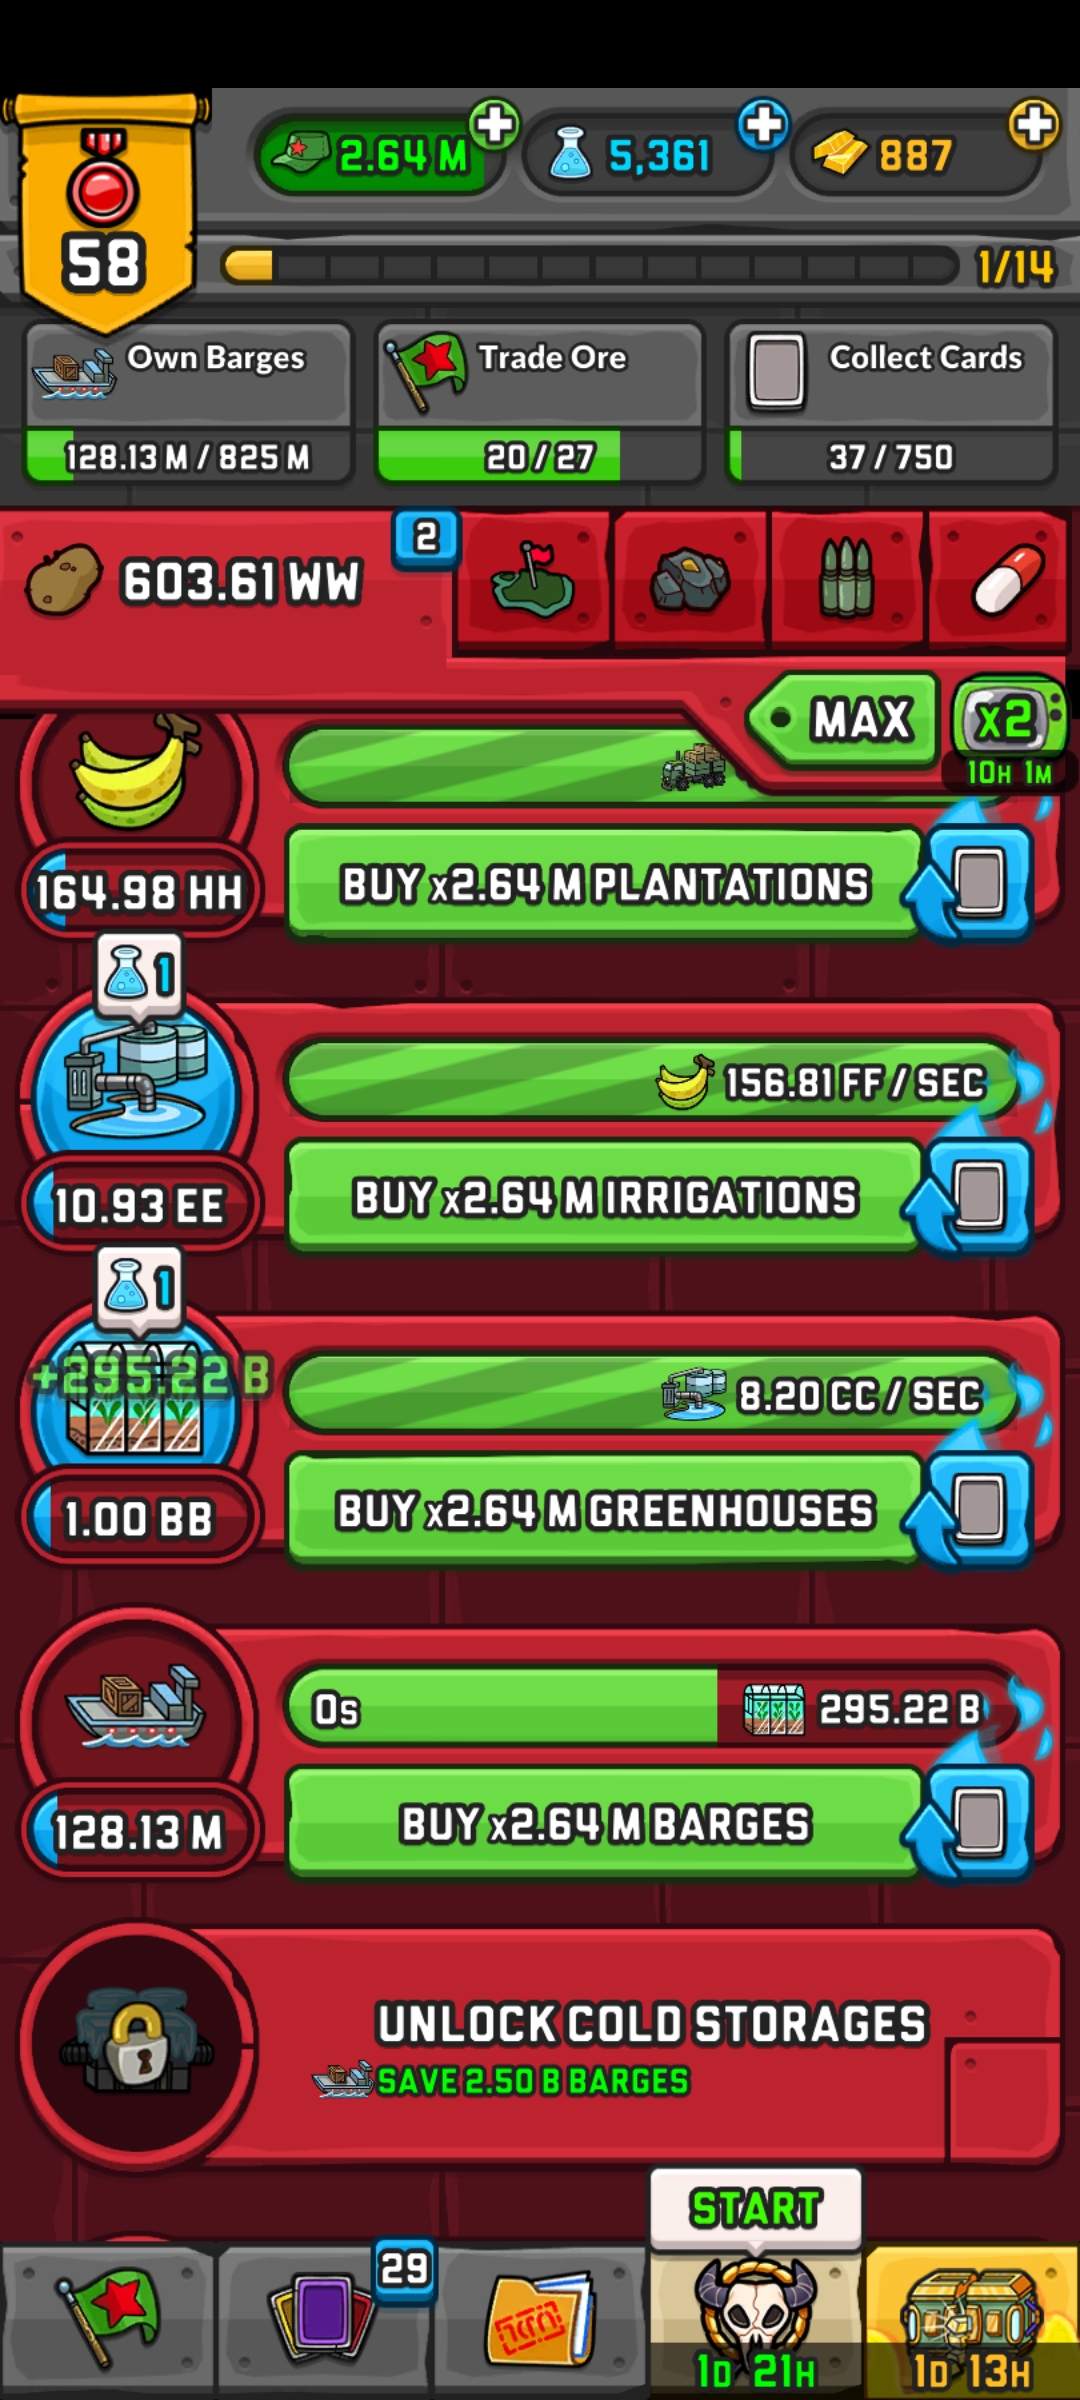 2.64 M
5,361
887
58
1/14
Own Barges
128.13 M / 825 M
Trade Ore
20 / 27
Collect Cards
37 / 750
603.61 WW
2
MAX
x2
10H 1M
164.98 HH
BUY x2.64 M PLANTATIONS
1
156.81 FF / SEC
10.93 EE
BUY x2.64 M IRRIGATIONS
1
+295.22 B
8.20 CC / SEC
1.00 BB
BUY x2.64 M GREENHOUSES
0s
295.22 B
128.13 M
BUY x2.64 M BARGES
UNLOCK COLD STORAGES
SAVE 2.50 B BARGES
START
29
1D 21H
1D 13H